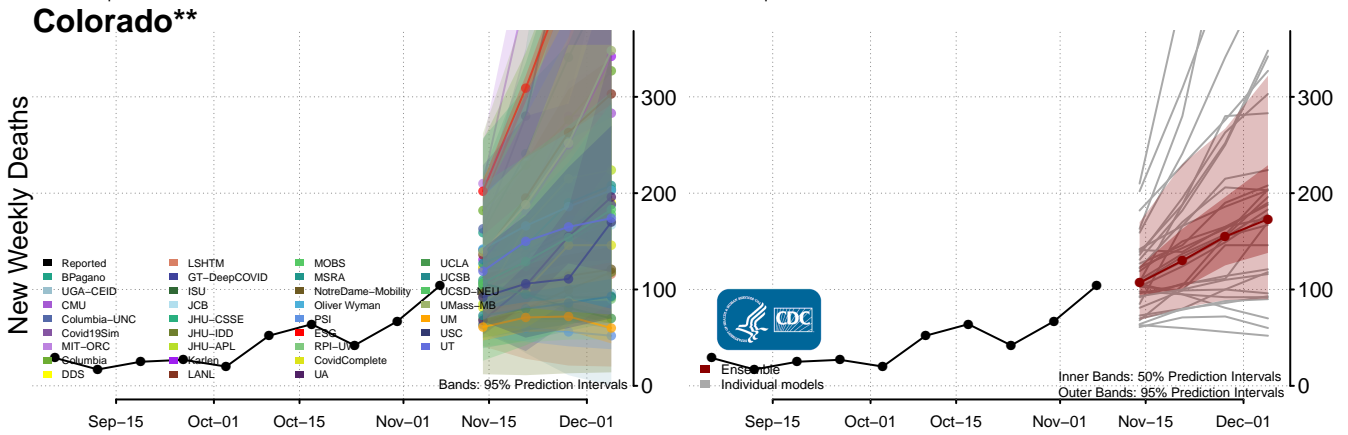 Colorado**
New Weekly Deaths
300
200
100
0
Reported
BPagano
UGA−CEID
CMU
Columbia−UNC
Covid19Sim
MIT−ORC
Columbia
DDS
LSHTM
GT−DeepCOVID
ISU
JCB
JHU−CSSE
JHU−IDD
JHU−APL
Karlen
LANL
MOBS
MSRA
NotreDame−Mobility
Oliver Wyman
PSI
ESG
RPI−UW
CovidComplete
UA
UCLA
UCSB
UCSD−NEU
UMass−MB
UM
USC
UT
Bands: 95% Prediction Intervals
Sep−15 Oct−01 Oct−15 Nov−01 Nov−15 Dec−01
300
200
100
0
CDC
Ensemble
Individual models
Inner Bands: 50% Prediction Intervals
Outer Bands: 95% Prediction Intervals
Sep−15 Oct−01 Oct−15 Nov−01 Nov−15 Dec−01